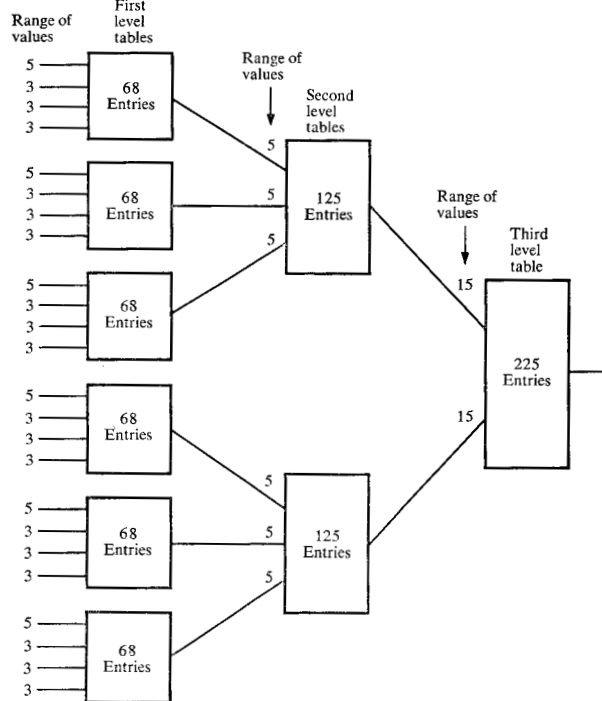 Range of
values
First
level
tables
5
3
3
3
68
Entries
5
3
3
3
68
Entries
5
3
3
3
68
Entries
5
3
3
3
68
Entries
5
3
3
3
68
Entries
5
3
3
3
68
Entries
Range of
values
Second
level
tables
5
5
5
125
Entries
5
5
5
125
Entries
Range of
values
Third
level
table
15
15
225
Entries